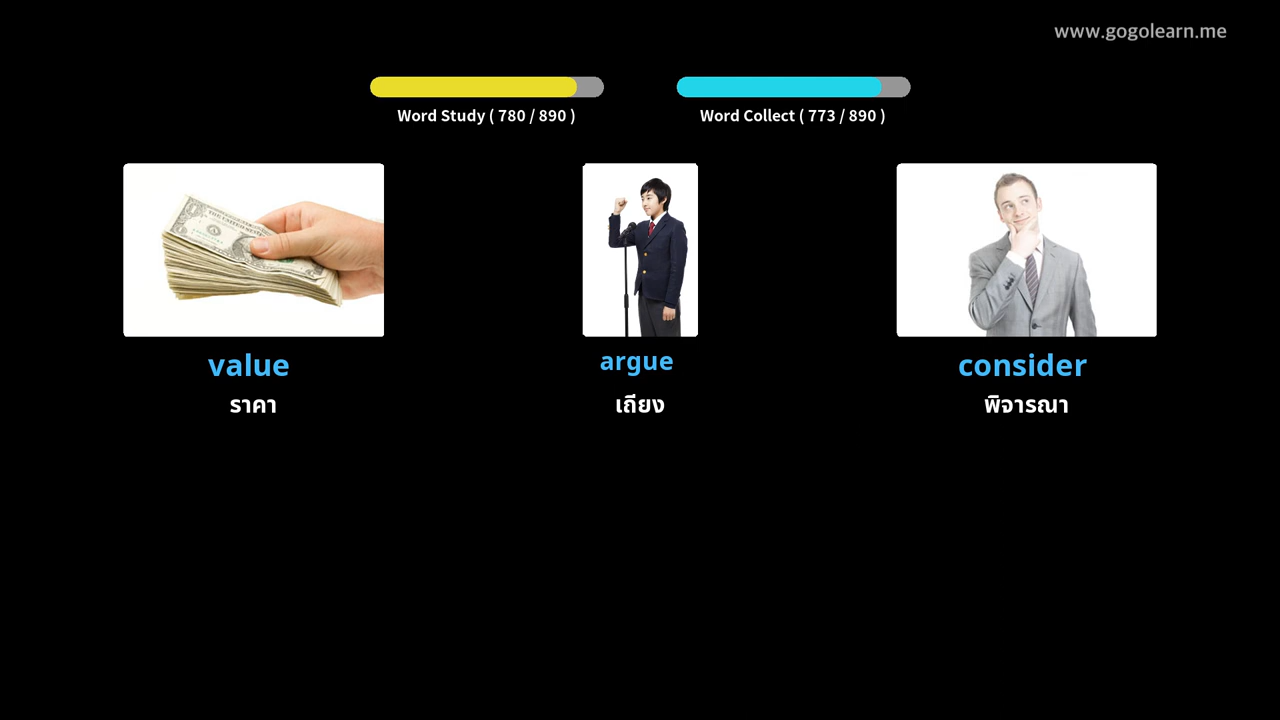 www.gogolearn.me
Word Study ( 780 / 890 )
Word Collect ( 773 / 890 )
value
argue
consider
ราคา
เถียง
พิจารณา